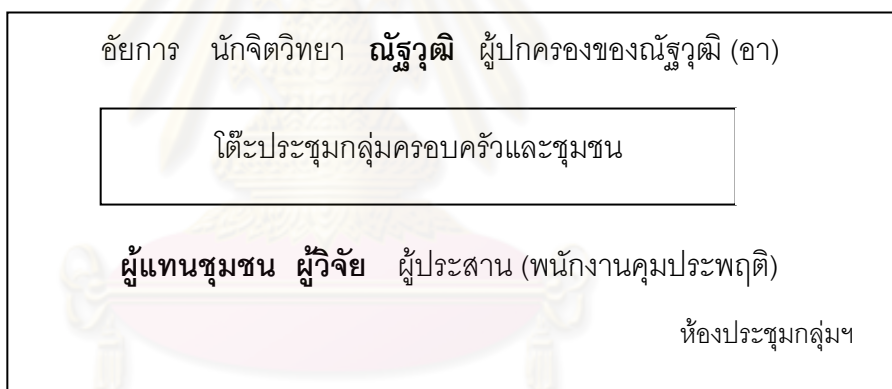 อัยการ นักจิตวิทยา ณัฐวุฒิ ผู้ปกครองของณัฐวุฒิ (อา)
โต๊ะประชุมกลุ่มครอบครัวและชุมชน
ผู้แทนชุมชน ผู้วิจัย ผู้ประสาน (พนักงานคุมประพฤติ)
ห้องประชุมกลุ่มฯ